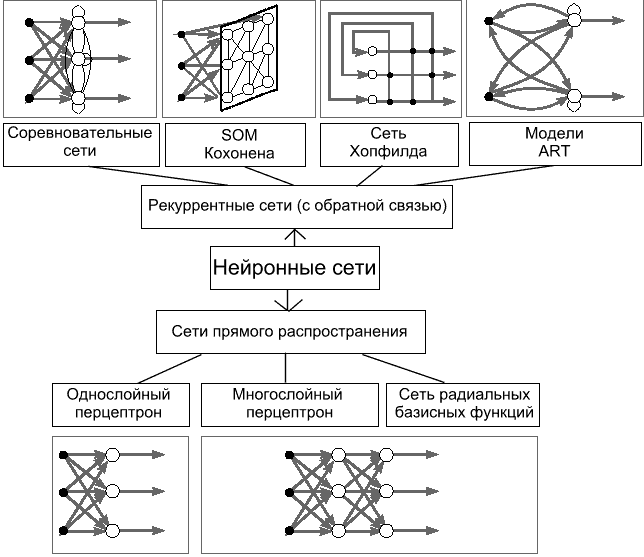 Соревновательные
сети
SOM
Кохонена
Сеть
Хопфилда
Модели
ART
Рекуррентные сети (с обратной связью)
Нейронные сети
Сети прямого распространения
Однослойный
перцептрон
Многослойный
перцептрон
Сеть радиальных
базисных функций